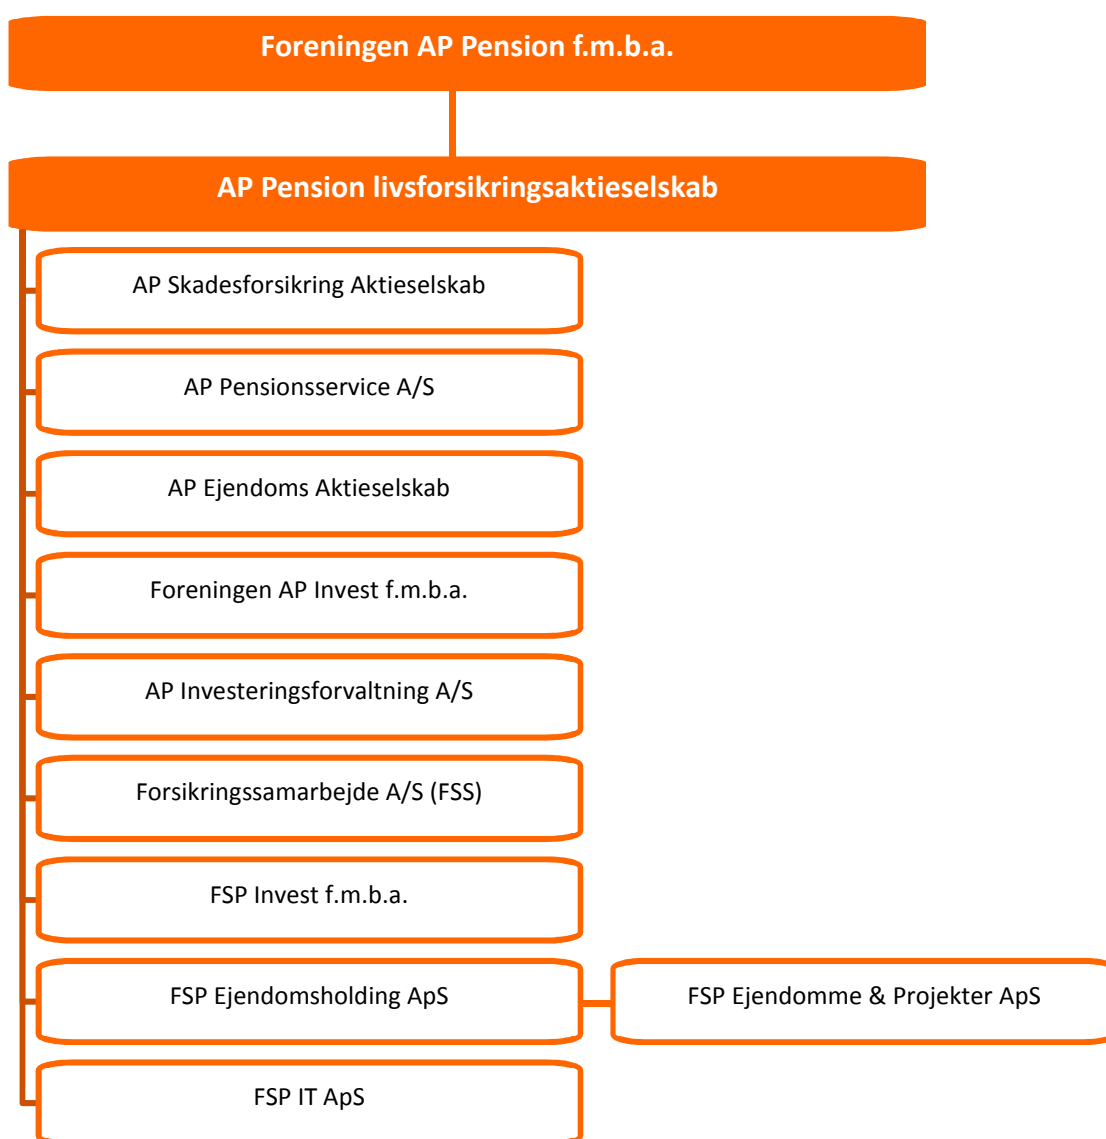 Foreningen AP Pension f.m.b.a.
AP Pension livsforsikringsaktieselskab
AP Skadesforsikring Aktieselskab
AP Pensionsservice A/S
AP Ejendoms Aktieselskab
Foreningen AP Invest f.m.b.a.
AP Investeringsforvaltning A/S
Forsikringssamarbejde A/S (FSS)
FSP Invest f.m.b.a.
FSP Ejendomsholding ApS
FSP Ejendomme & Projekter ApS
FSP IT ApS